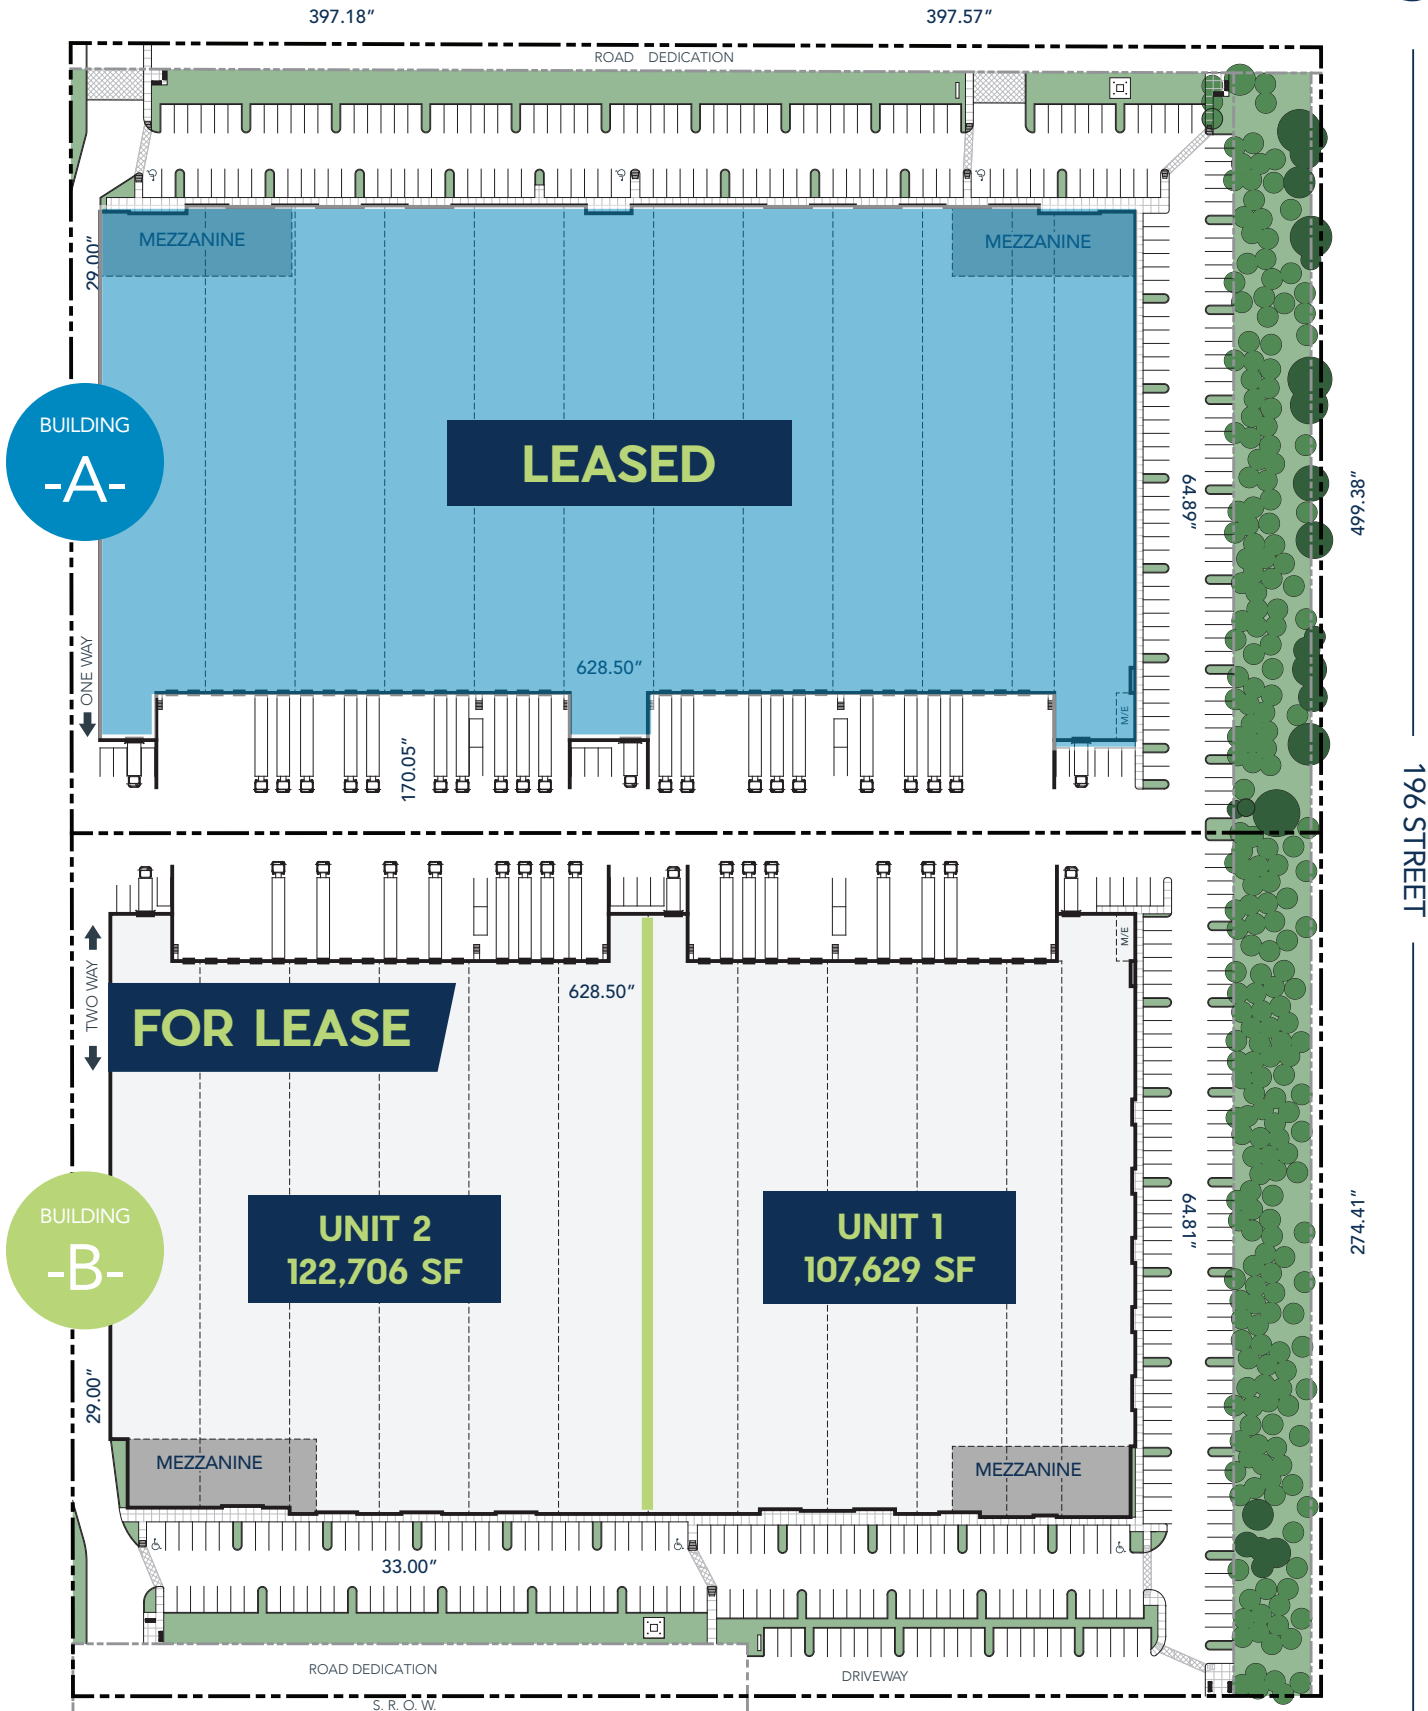 397.18”
397.57”
ROAD DEDICATION
MEZZANINE
MEZZANINE
29.00”
BUILDING
-A-
LEASED
64.89”
499.38”
ONE WAY
628.50”
M/E
170.05”
196 STREET
M/E
TWO WAY
628.50”
FOR LEASE
BUILDING
-B-
UNIT 2
122,706 SF
UNIT 1
107,629 SF
64.81”
274.41”
29.00”
MEZZANINE
MEZZANINE
33.00”
ROAD DEDICATION
DRIVEWAY
S. R. O. W.